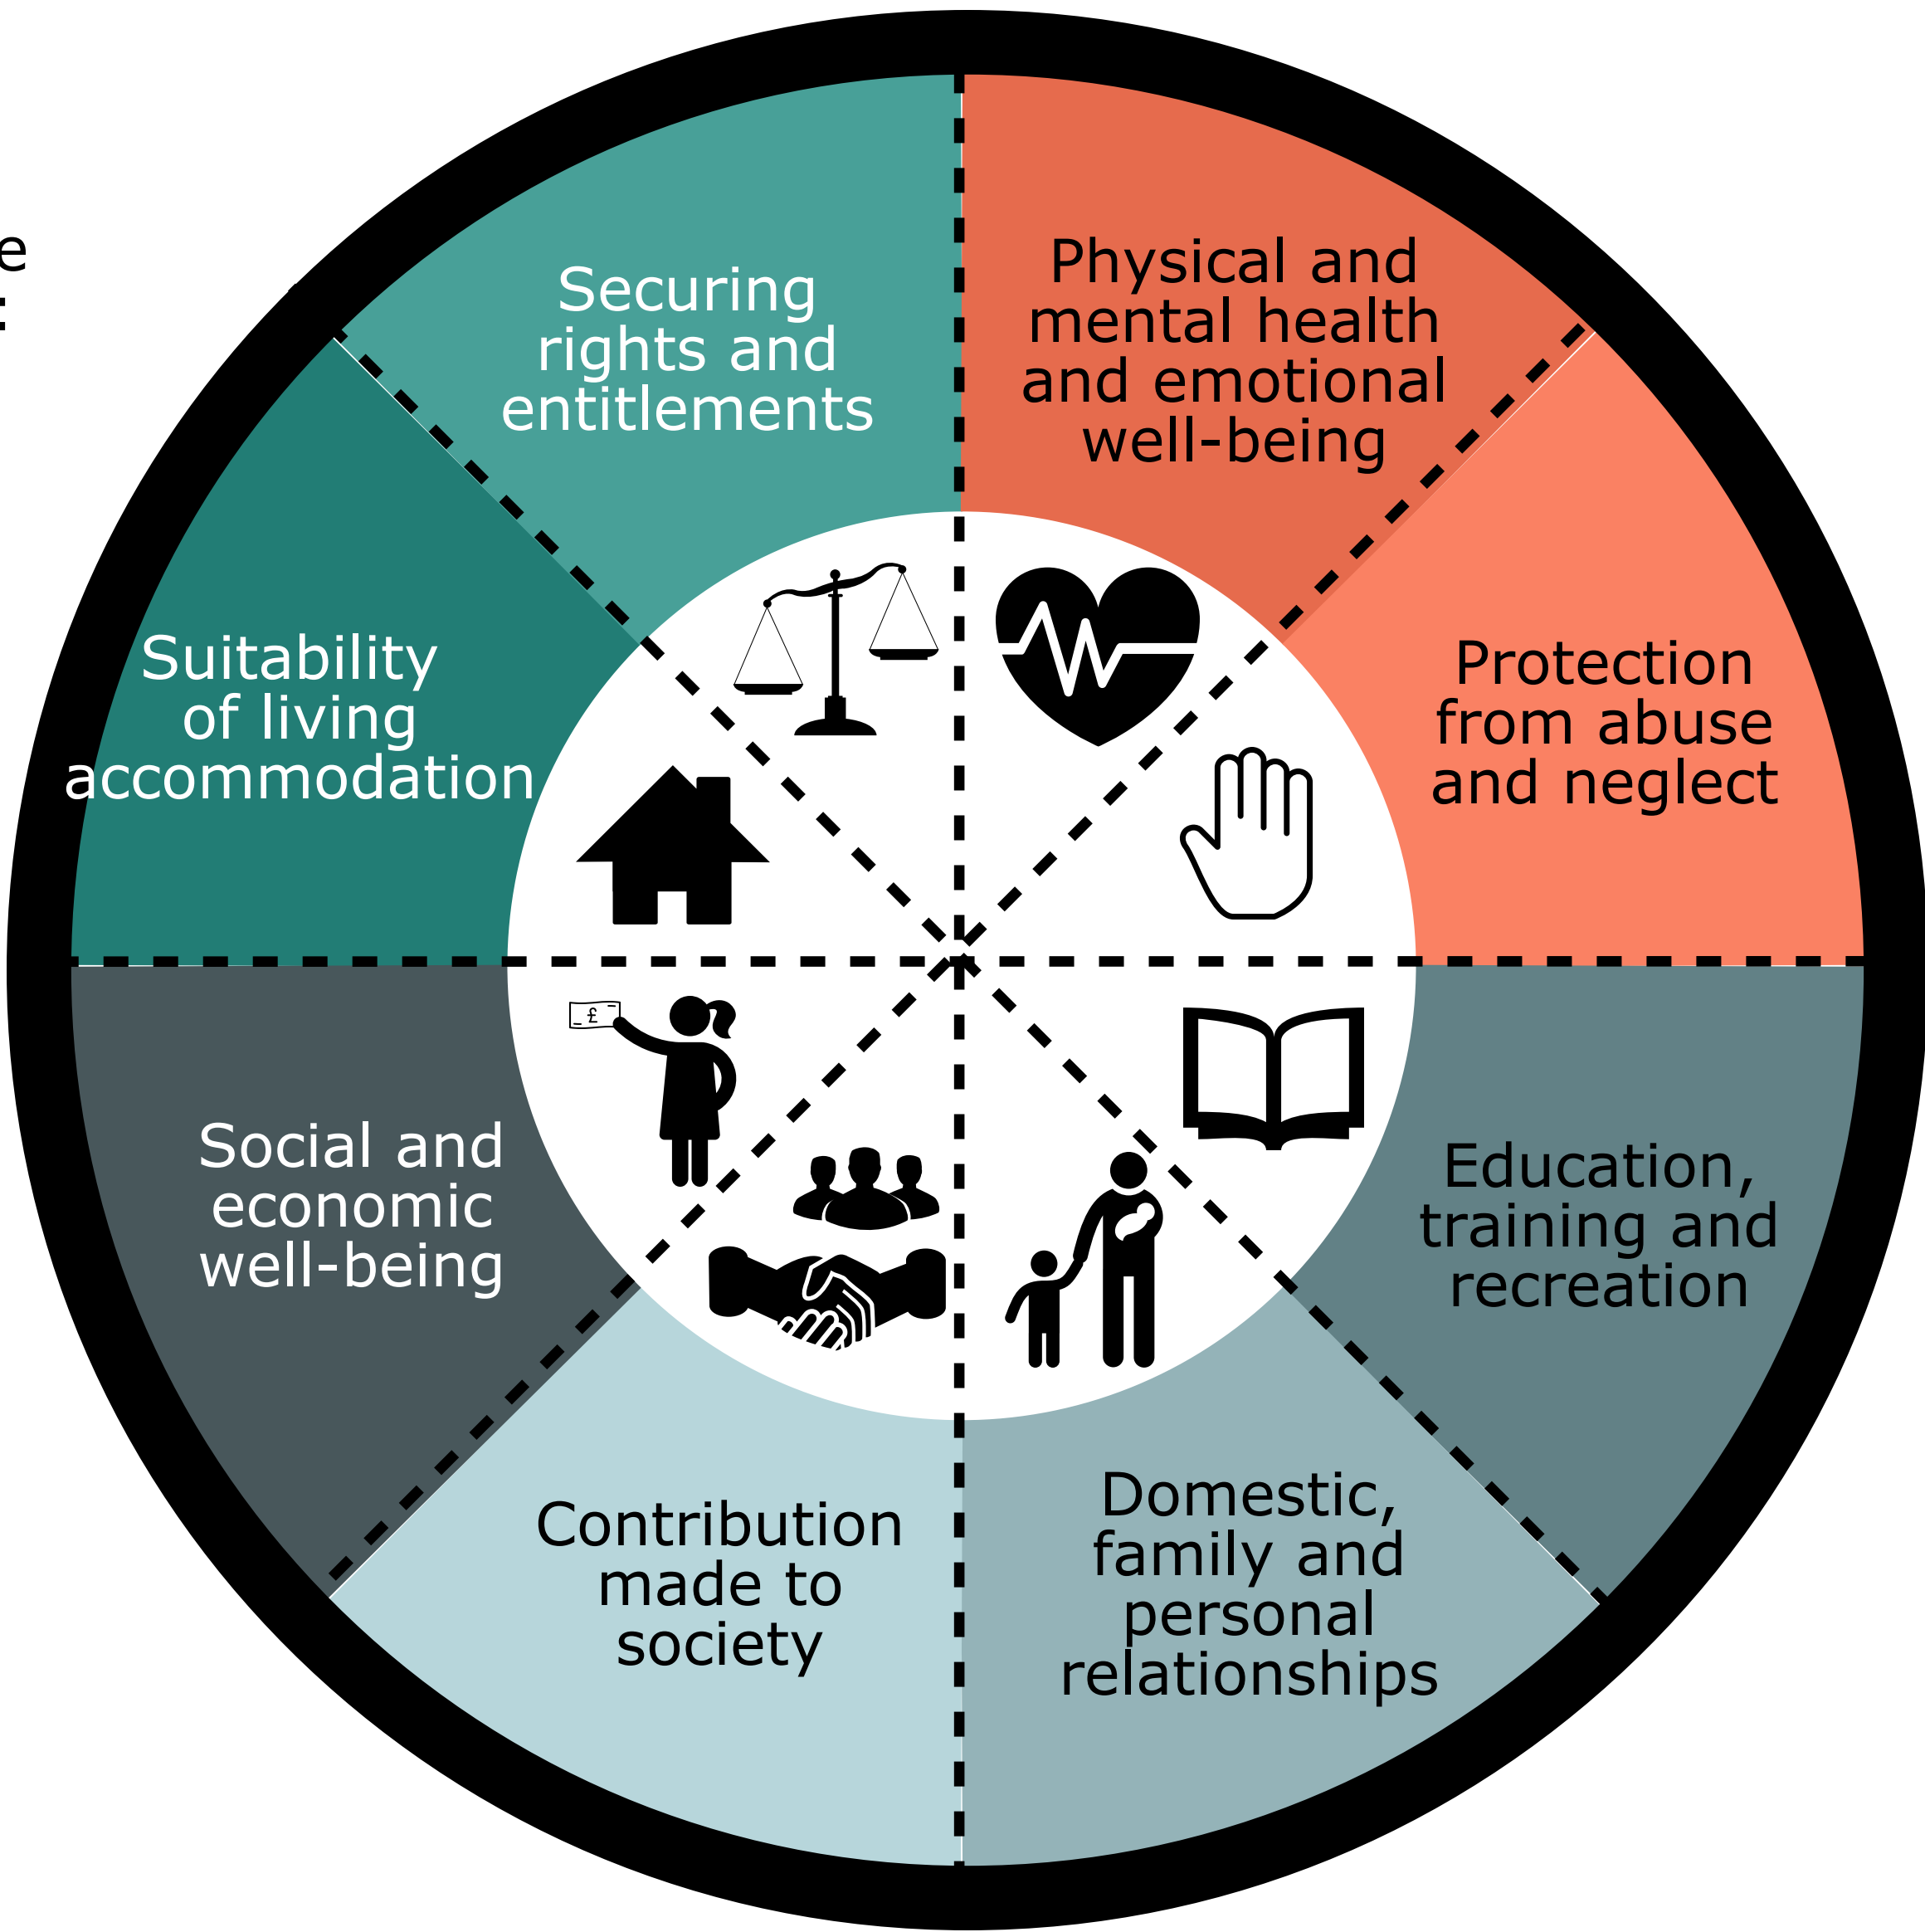 e
Physical and
mental health
and emotional
well-being
Protection
from abuse
and neglect
Education,
training and
recreation
Domestic,
family and
personal
relationships
Contribution
made to
society
Social and
economic
well-being
£
Suitability
of living
accommodation
Securing
rights and
entitlements